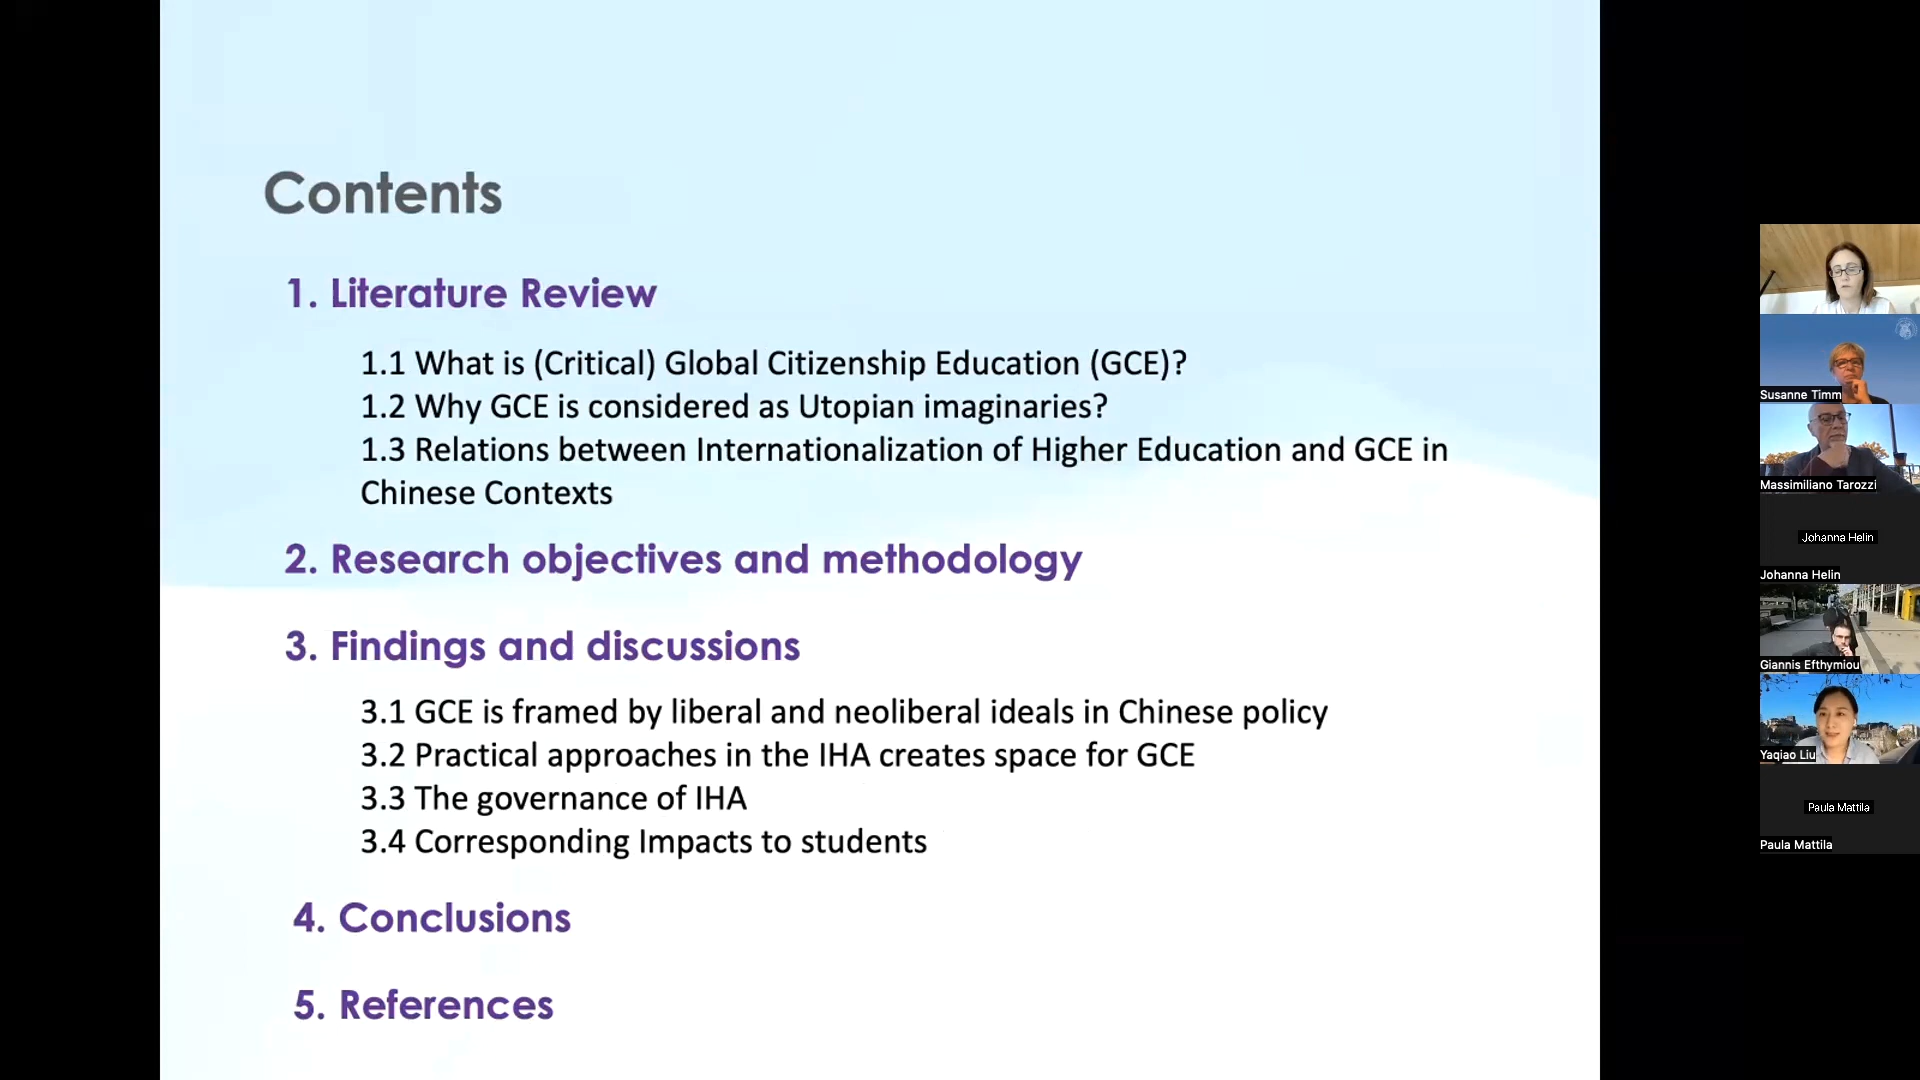 Contents
1. Literature Review
1.1 What is (Critical) Global Citizenship Education (GCE)?
1.2 Why GCE is considered as Utopian imaginaries?
1.3 Relations between Internationalization of Higher Education and GCE in
Chinese Contexts
2. Research objectives and methodology
3. Findings and discussions
3.1 GCE is framed by liberal and neoliberal ideals in Chinese policy
3.2 Practical approaches in the IHA creates space for GCE
3.3 The governance of IHA
3.4 Corresponding Impacts to students
4. Conclusions
5. References
Susanne Timm
Massimiliano Tarozzi
Johanna Helin
Johanna Helin
Giannis Efthymiou
Yaqiao Liu
Paula Mattila
Paula Mattila